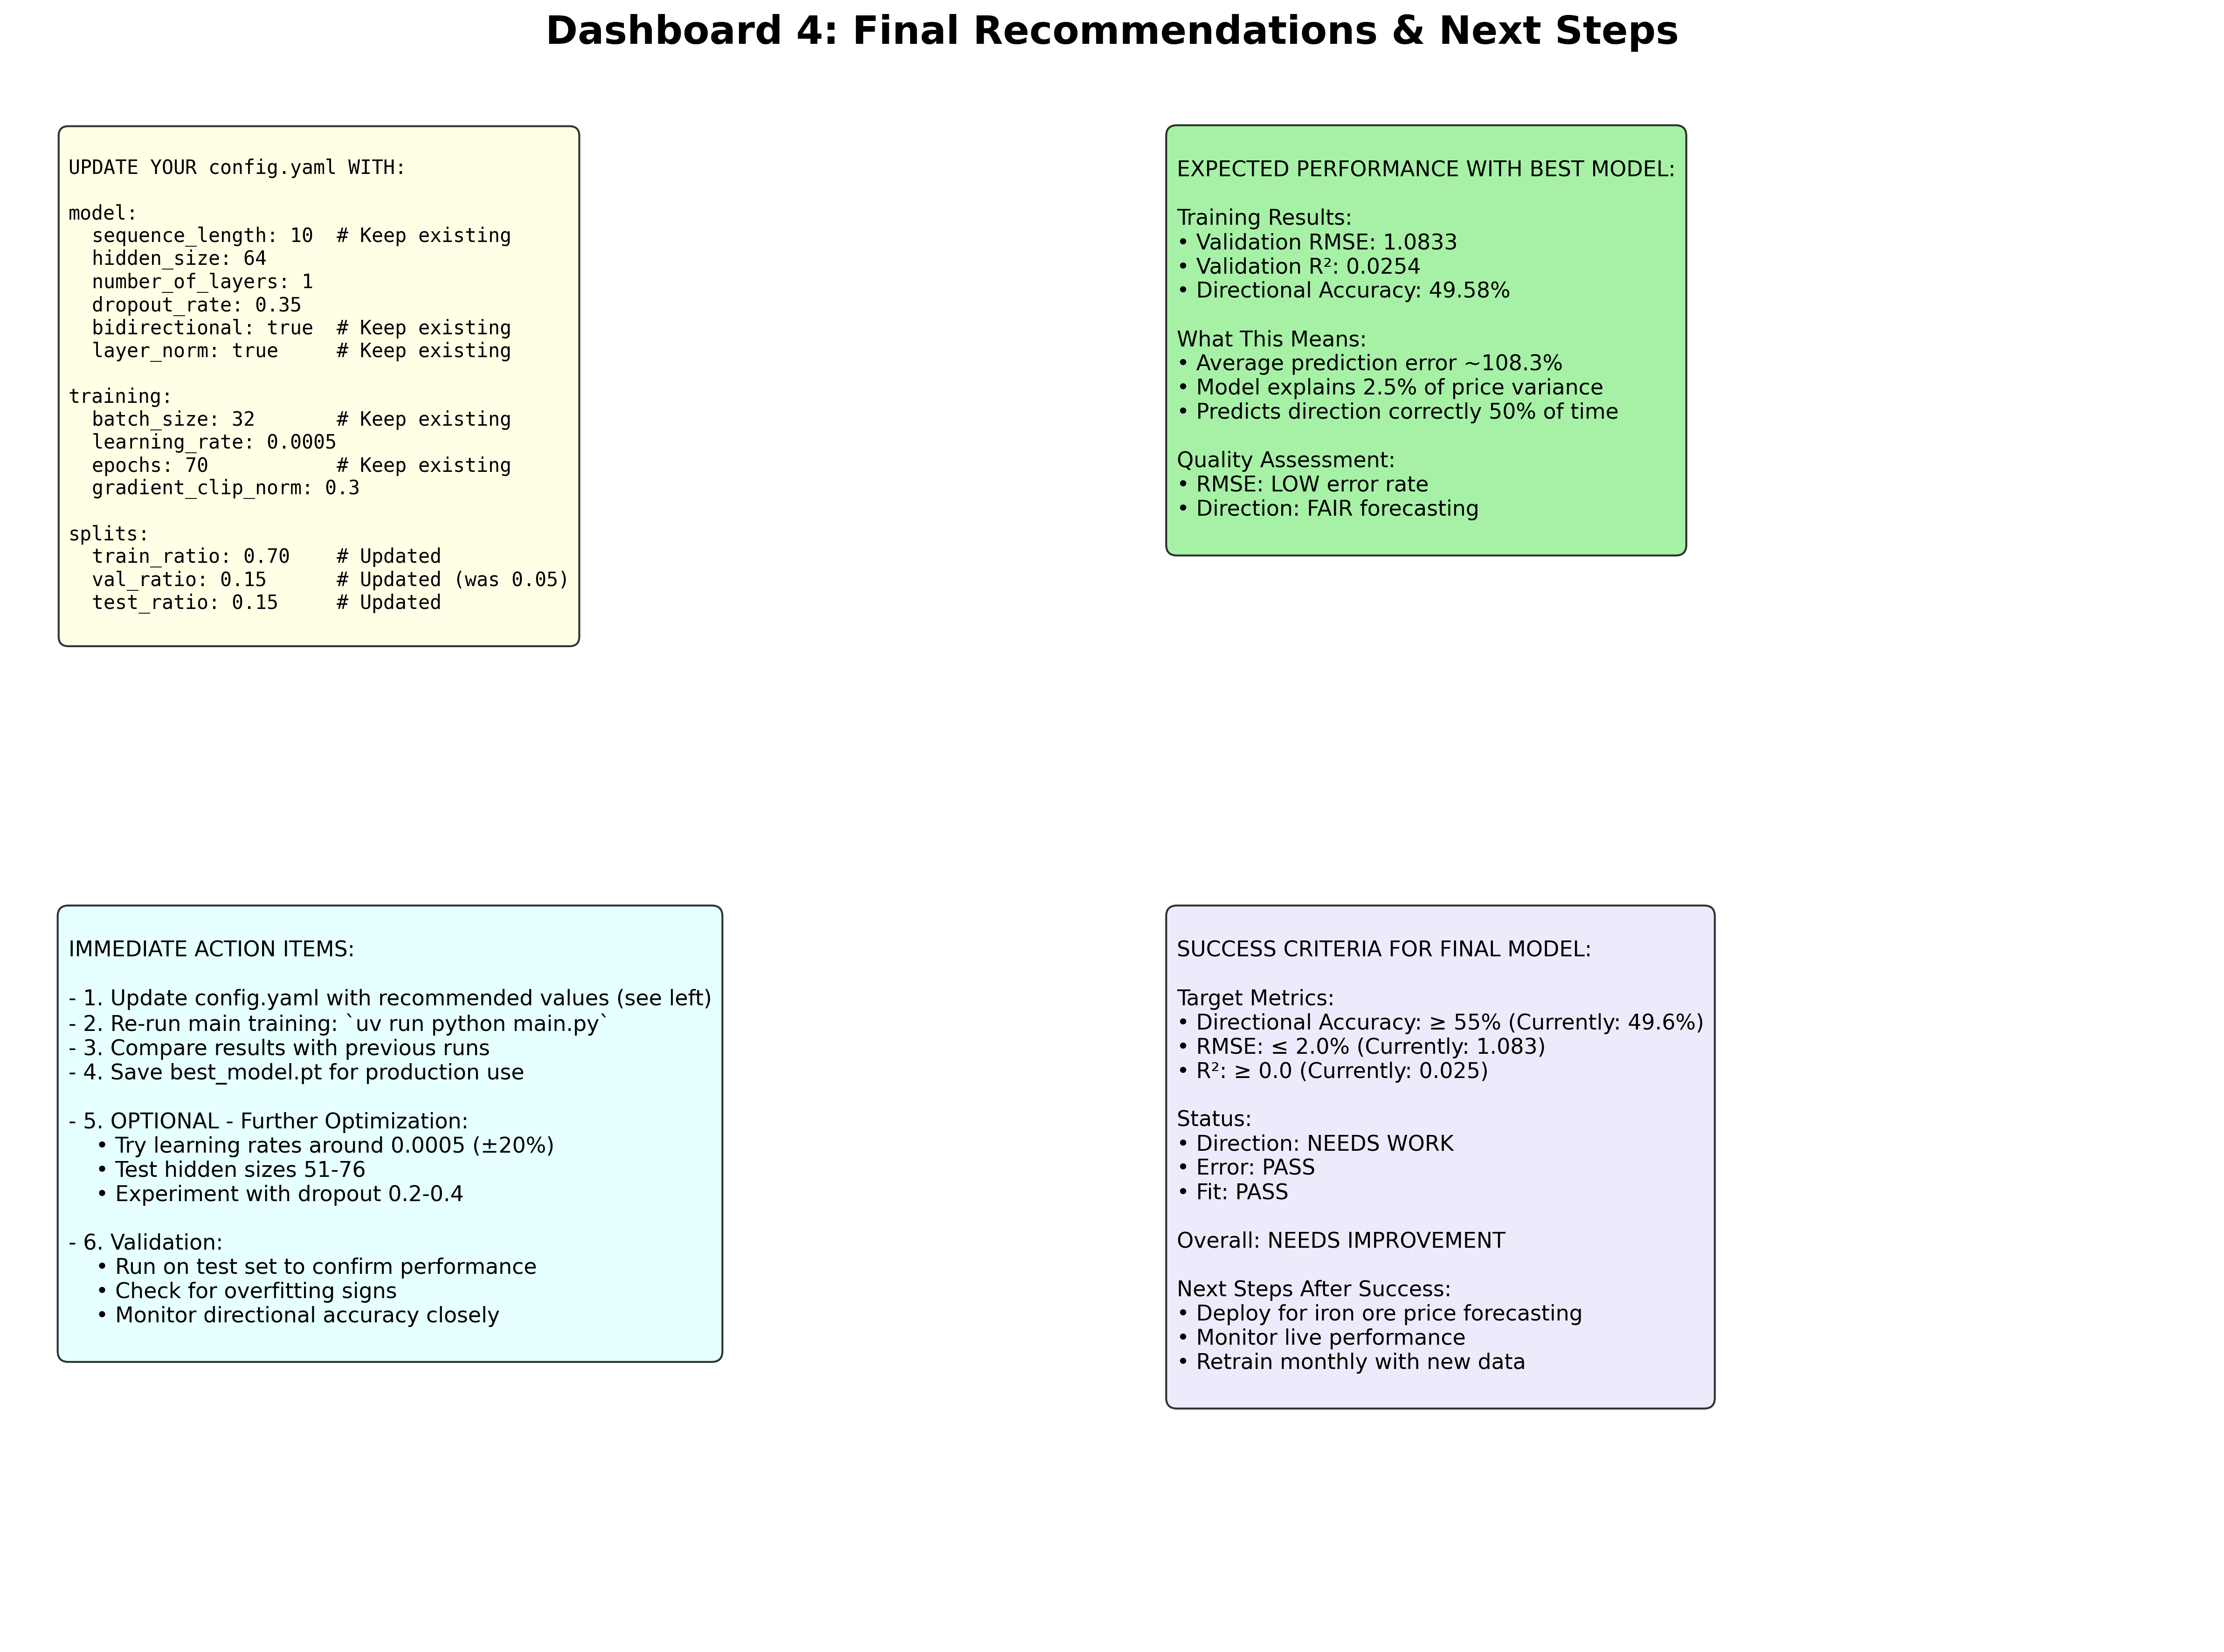 Dashboard 4: Final Recommendations & Next Steps
UPDATE YOUR config.yaml WITH:
model:
  sequence_length: 10  # Keep existing
  hidden_size: 64
  number_of_layers: 1
  dropout_rate: 0.35
  bidirectional: true  # Keep existing
  layer_norm: true     # Keep existing
training:
  batch_size: 32       # Keep existing
  learning_rate: 0.0005
  epochs: 70           # Keep existing
  gradient_clip_norm: 0.3
splits:
  train_ratio: 0.70    # Updated
  val_ratio: 0.15      # Updated (was 0.05)
  test_ratio: 0.15     # Updated
EXPECTED PERFORMANCE WITH BEST MODEL:
Training Results:
• Validation RMSE: 1.0833
• Validation R²: 0.0254
• Directional Accuracy: 49.58%
What This Means:
• Average prediction error ~108.3%
• Model explains 2.5% of price variance
• Predicts direction correctly 50% of time
Quality Assessment:
• RMSE: LOW error rate
• Direction: FAIR forecasting
IMMEDIATE ACTION ITEMS:
- 1. Update config.yaml with recommended values (see left)
- 2. Re-run main training: `uv run python main.py`
- 3. Compare results with previous runs
- 4. Save best_model.pt for production use
- 5. OPTIONAL - Further Optimization:
• Try learning rates around 0.0005 (±20%)
• Test hidden sizes 51-76
• Experiment with dropout 0.2-0.4
- 6. Validation:
• Run on test set to confirm performance
• Check for overfitting signs
• Monitor directional accuracy closely
SUCCESS CRITERIA FOR FINAL MODEL:
Target Metrics:
• Directional Accuracy: ≥ 55% (Currently: 49.6%)
• RMSE: ≤ 2.0% (Currently: 1.083)
• R²: ≥ 0.0 (Currently: 0.025)
Status:
• Direction: NEEDS WORK
• Error: PASS
• Fit: PASS
Overall: NEEDS IMPROVEMENT
Next Steps After Success:
• Deploy for iron ore price forecasting
• Monitor live performance
• Retrain monthly with new data